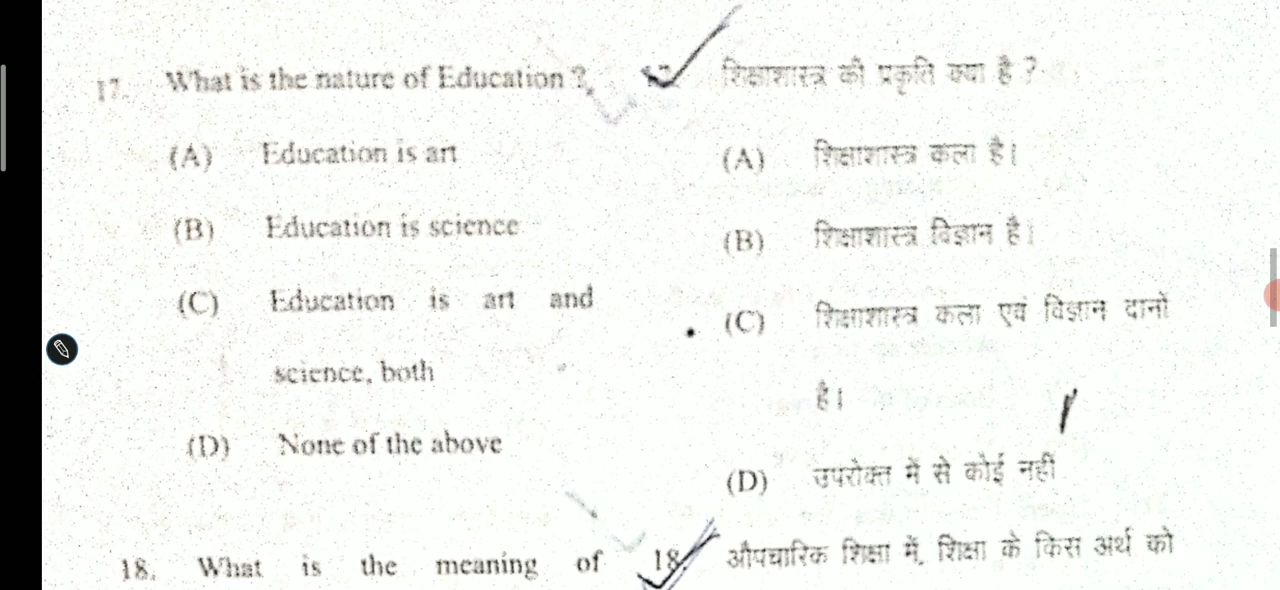 17. What is the nature of Education ?
(A) Education is art
(B) Education is science
(C) Education is art and
science, both
(D) None of the above
18. What is the meaning of
शिक्षाशास्त्र की प्रकृति क्या है ?
(A) शिक्षाशास्त्र कला है।
(B) शिक्षाशास्त्र विज्ञान है।
(C) शिक्षाशास्त्र कला एवं विज्ञान दानों
है।
(D) उपरोक्त में से कोई नहीं
18. औपचारिक शिक्षा में, शिक्षा के किस अर्थ को